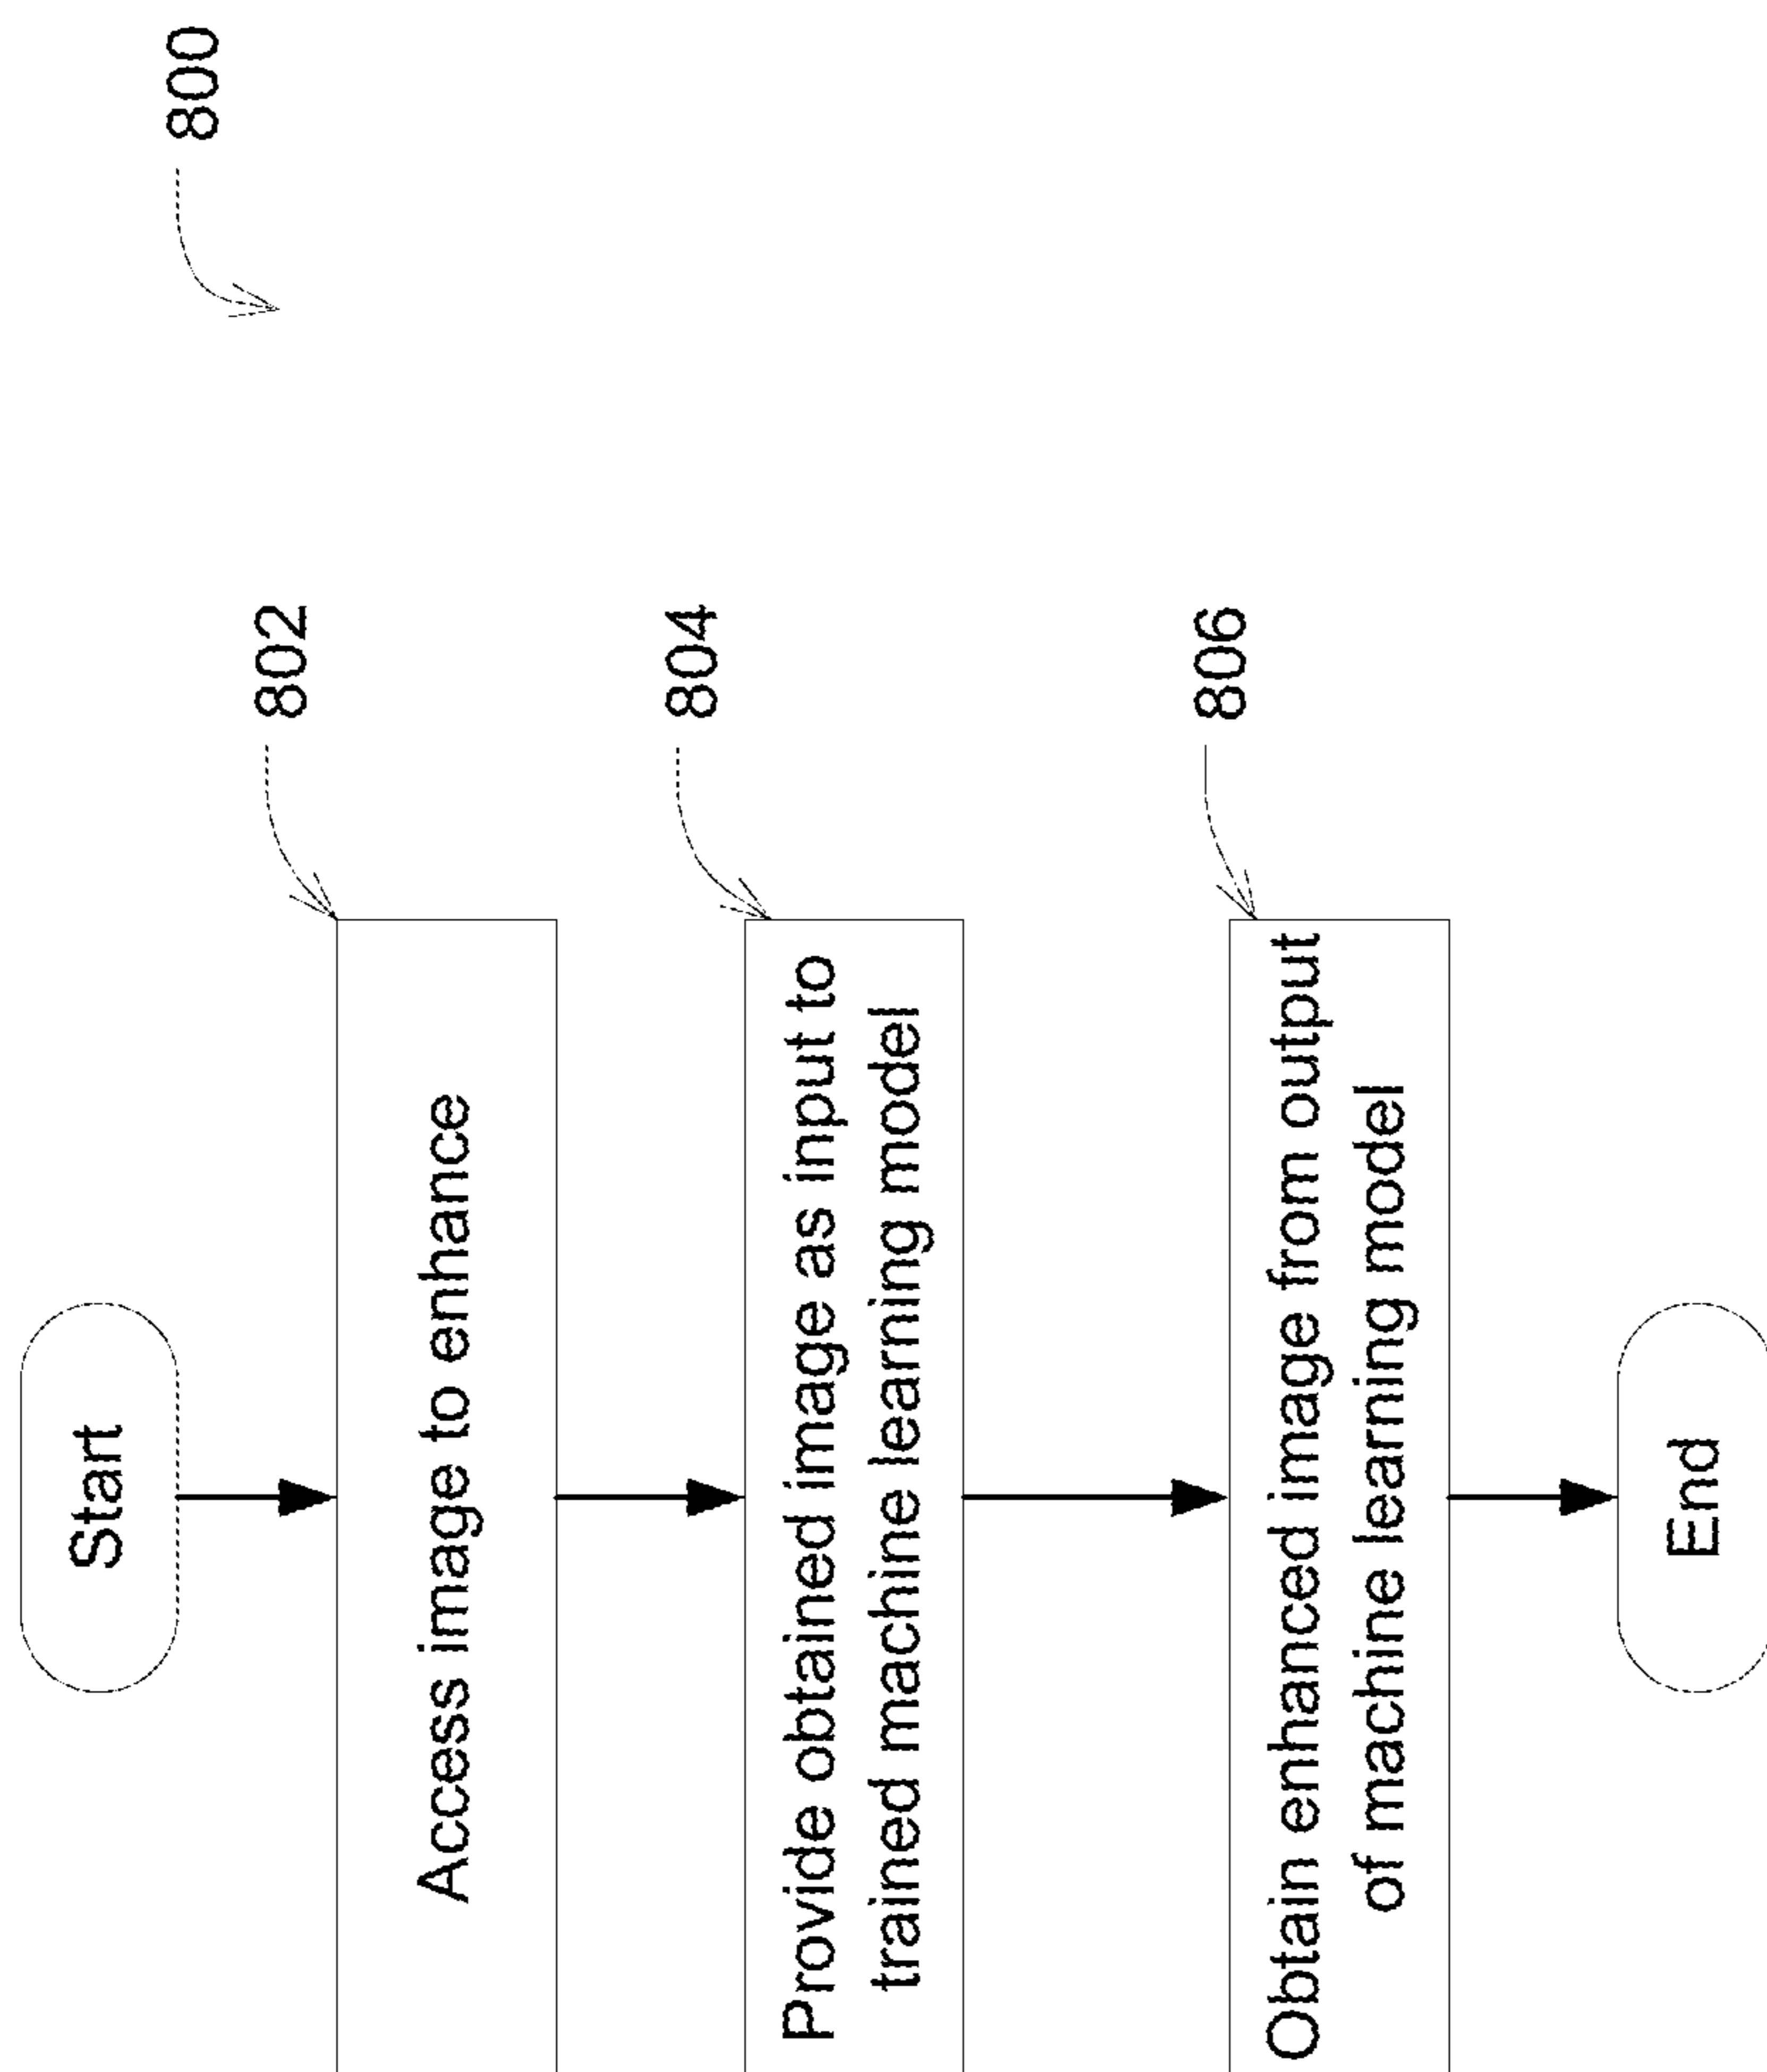 800
Start
802
Access image to enhance
804
Provide obtained image as input to
trained machine learning model
806
Obtain enhanced image from output
of machine learning model
End